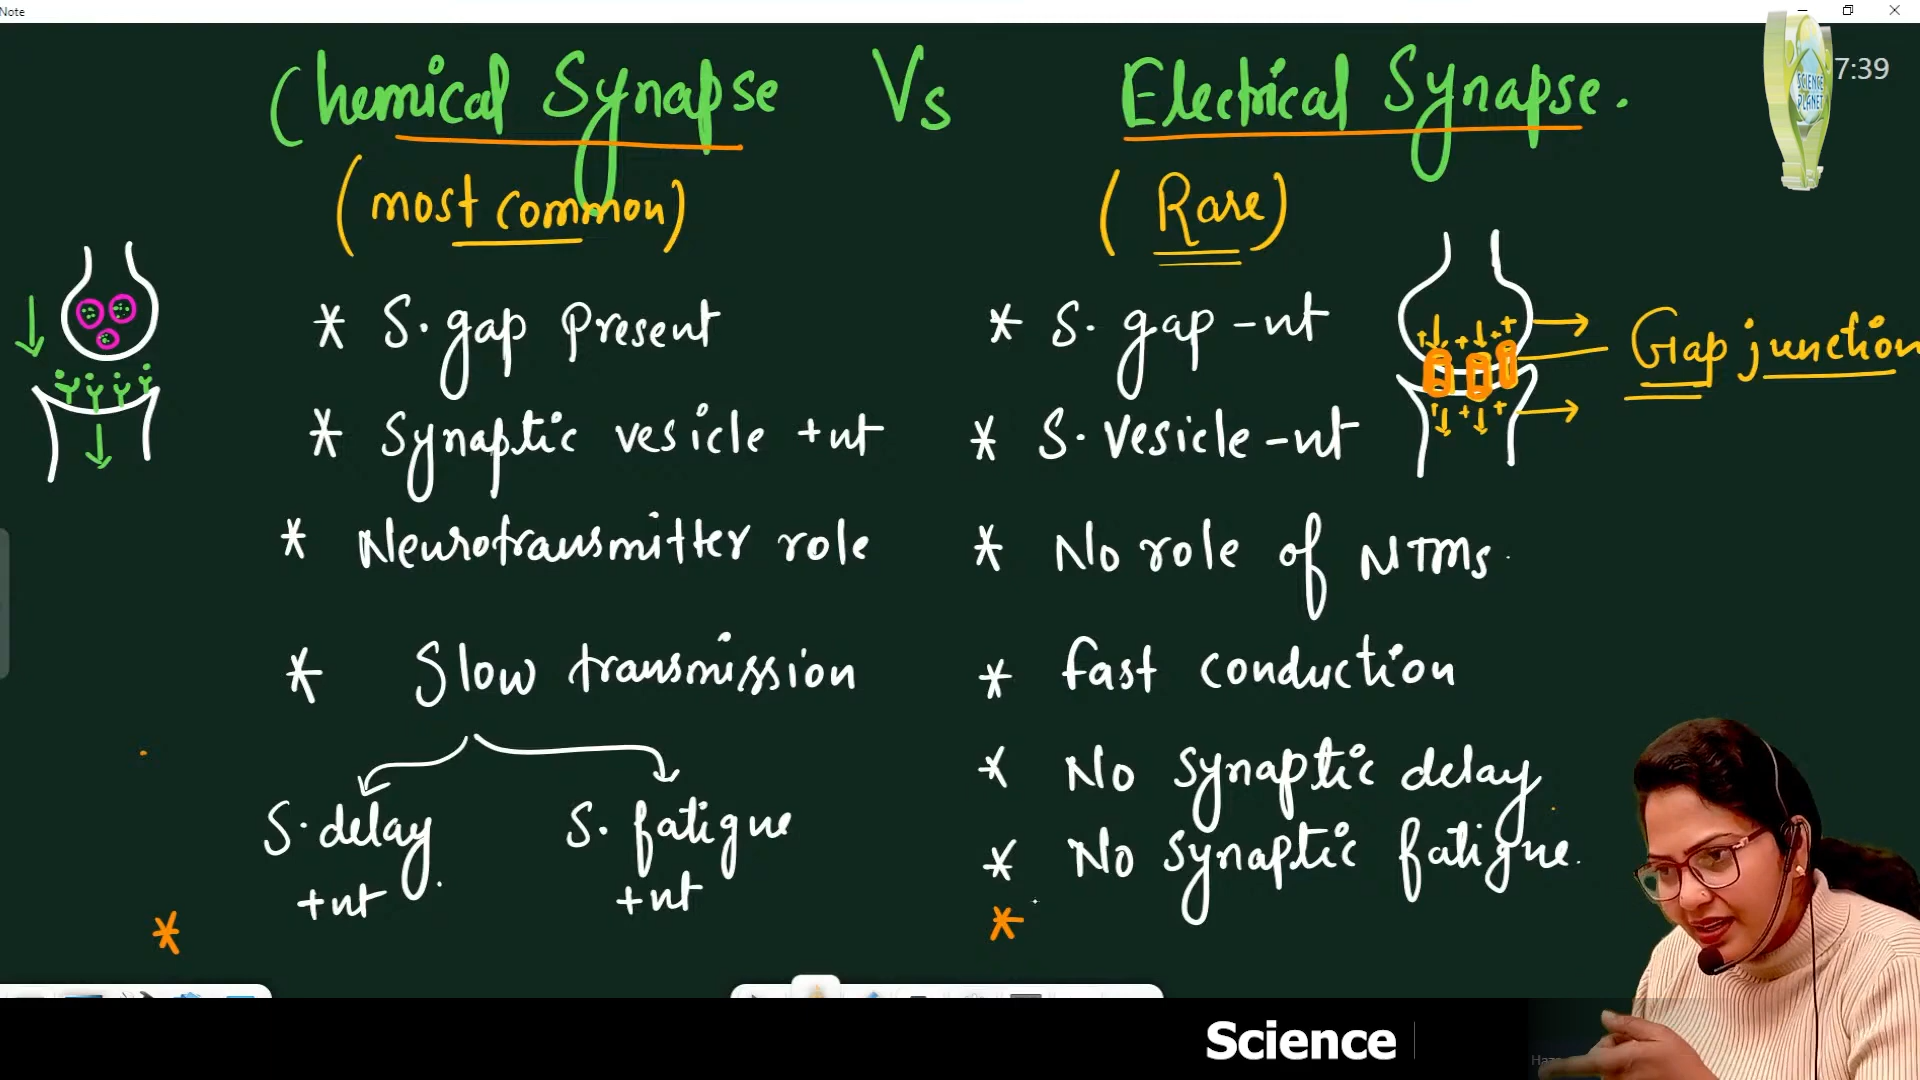 Note
SCIENCE PLANET
7:39
Chemical Synapse Vs Electrical Synapse.
(most common)
(Rare)
* S. gap present
* Synaptic vesicle +nt
* Neurotransmitter role
* Slow transmission
S. delay +nt
S. fatigue +nt
*
* S. gap -nt
* S. vesicle -nt
* No role of NTMs.
* fast conduction
* No synaptic delay
* No synaptic fatigue.
*
Gap junction
Science